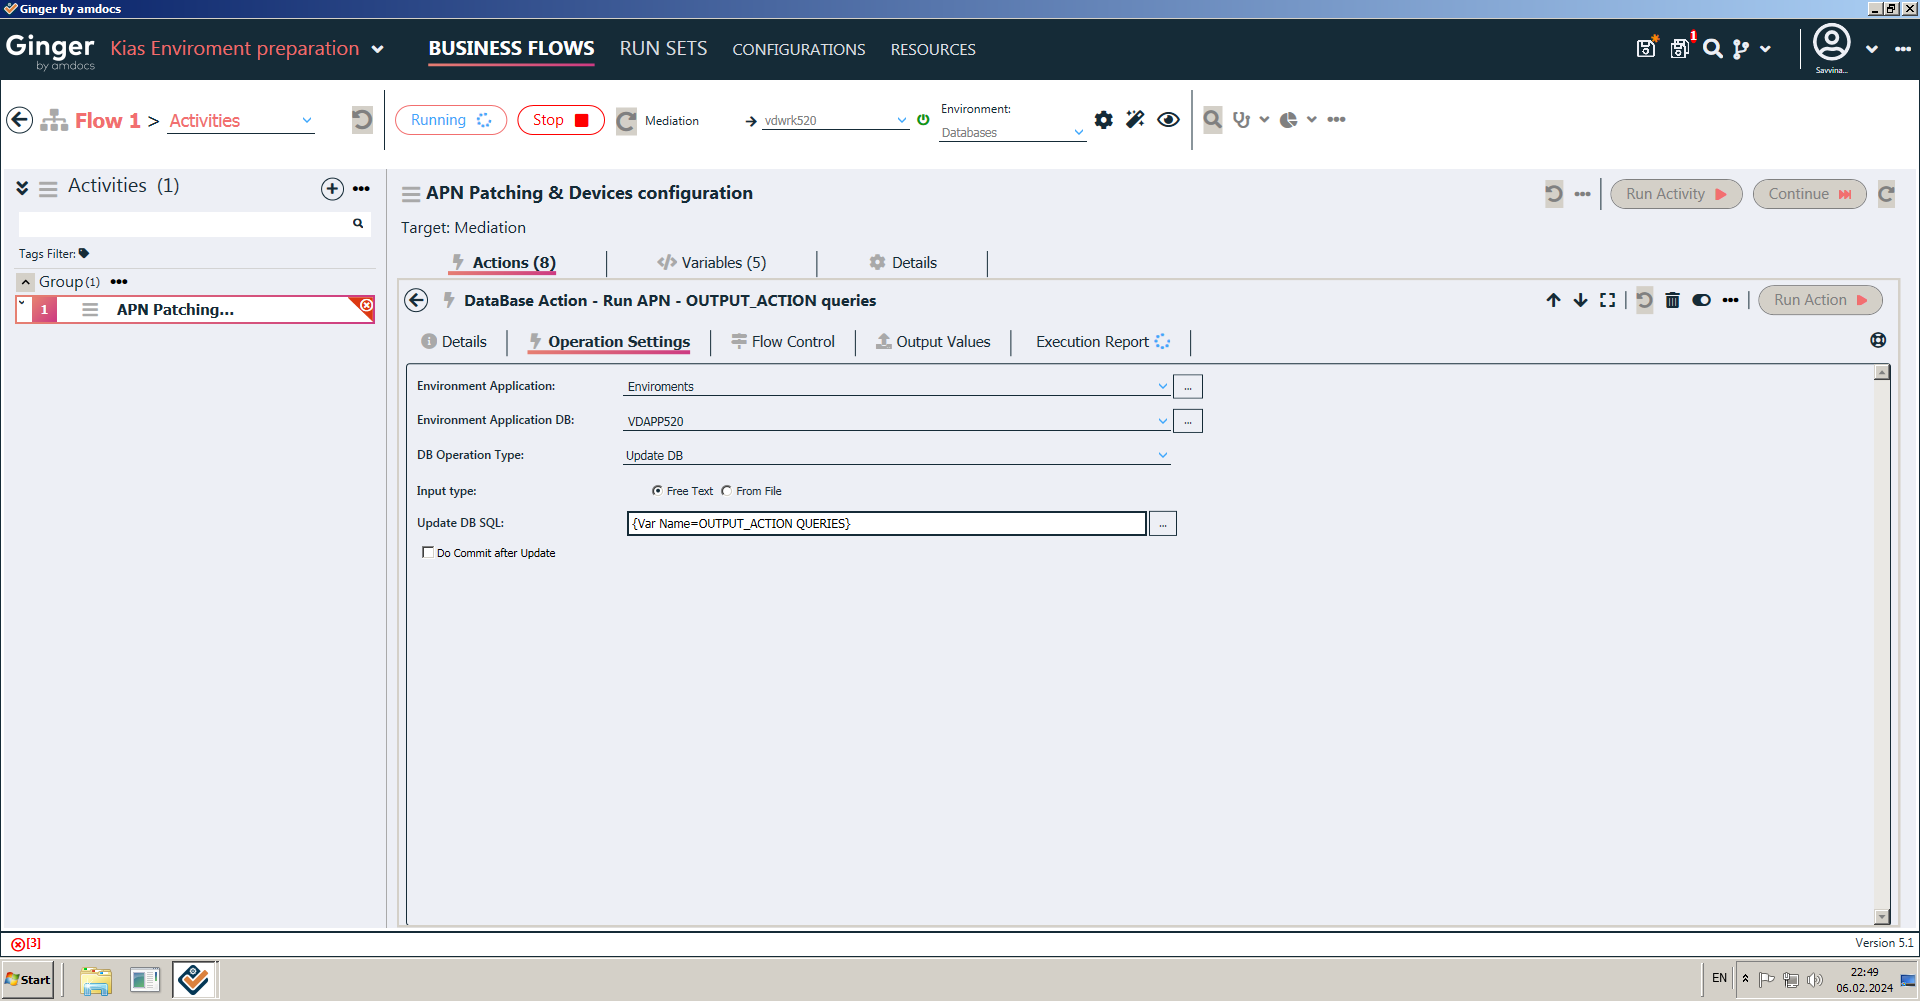 Ginger by amdocs
Ginger
by amdocs
Kias Enviroment preparation
BUSINESS FLOWS
RUN SETS
CONFIGURATIONS
RESOURCES
1
Savvina...
Flow 1 >
Activities
Running
Stop
Mediation
vdwrk520
Environment:
Databases
Activities (1)
Tags Filter:
Group(1)
1
APN Patching...
APN Patching & Devices configuration
Run Activity
Continue
Target: Mediation
Actions (8)
Variables (5)
Details
DataBase Action - Run APN - OUTPUT_ACTION queries
Run Action
Details
Operation Settings
Flow Control
Output Values
Execution Report
Environment Application:
Enviroments
...
Environment Application DB:
VDAPP520
...
DB Operation Type:
Update DB
Input type:
Free Text
From File
Update DB SQL:
{Var Name=OUTPUT_ACTION QUERIES}
...
Do Commit after Update
[3]
Version 5.1
Start
EN
22:49
06.02.2024